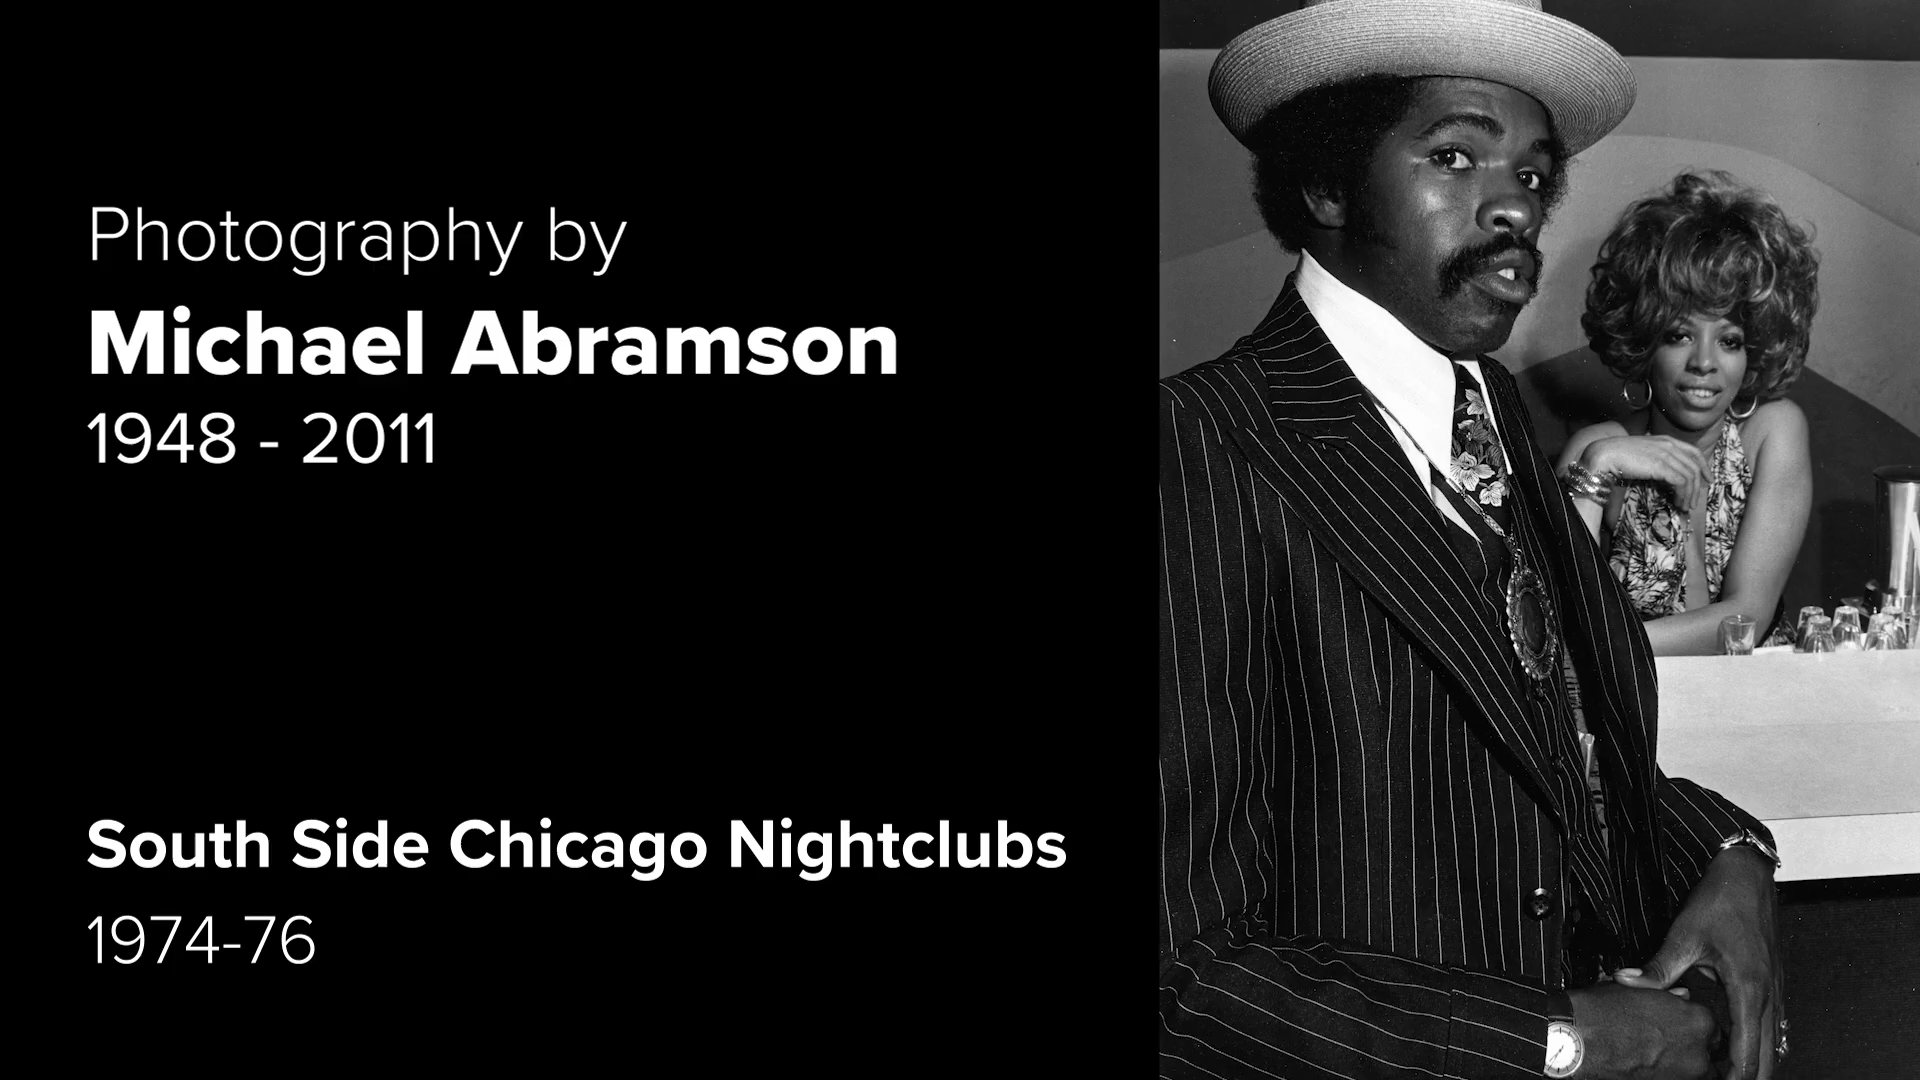 Photography by
Michael Abramson
1948 - 2011
South Side Chicago Nightclubs
1974-76